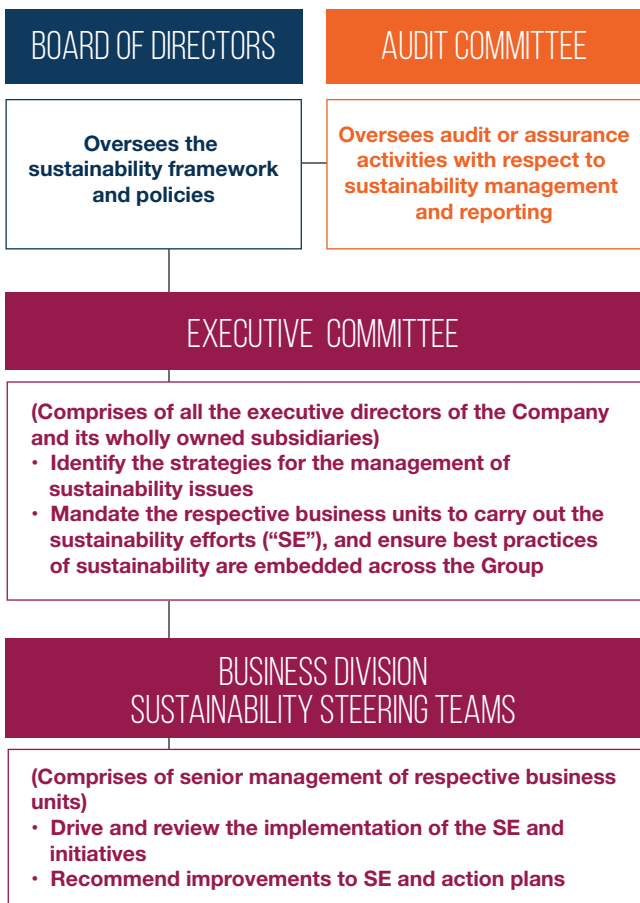 BOARD OF DIRECTORS
Oversees the
sustainability framework
and policies
AUDIT COMMITTEE
Oversees audit or assurance
activities with respect to
sustainability management
and reporting
EXECUTIVE COMMITTEE
(Comprises of all the executive directors of the Company
and its wholly owned subsidiaries)
• Identify the strategies for the management of
sustainability issues
• Mandate the respective business units to carry out the
sustainability efforts (“SE”), and ensure best practices
of sustainability are embedded across the Group
BUSINESS DIVISION
SUSTAINABILITY STEERING TEAMS
(Comprises of senior management of respective business
units)
• Drive and review the implementation of the SE and
initiatives
• Recommend improvements to SE and action plans